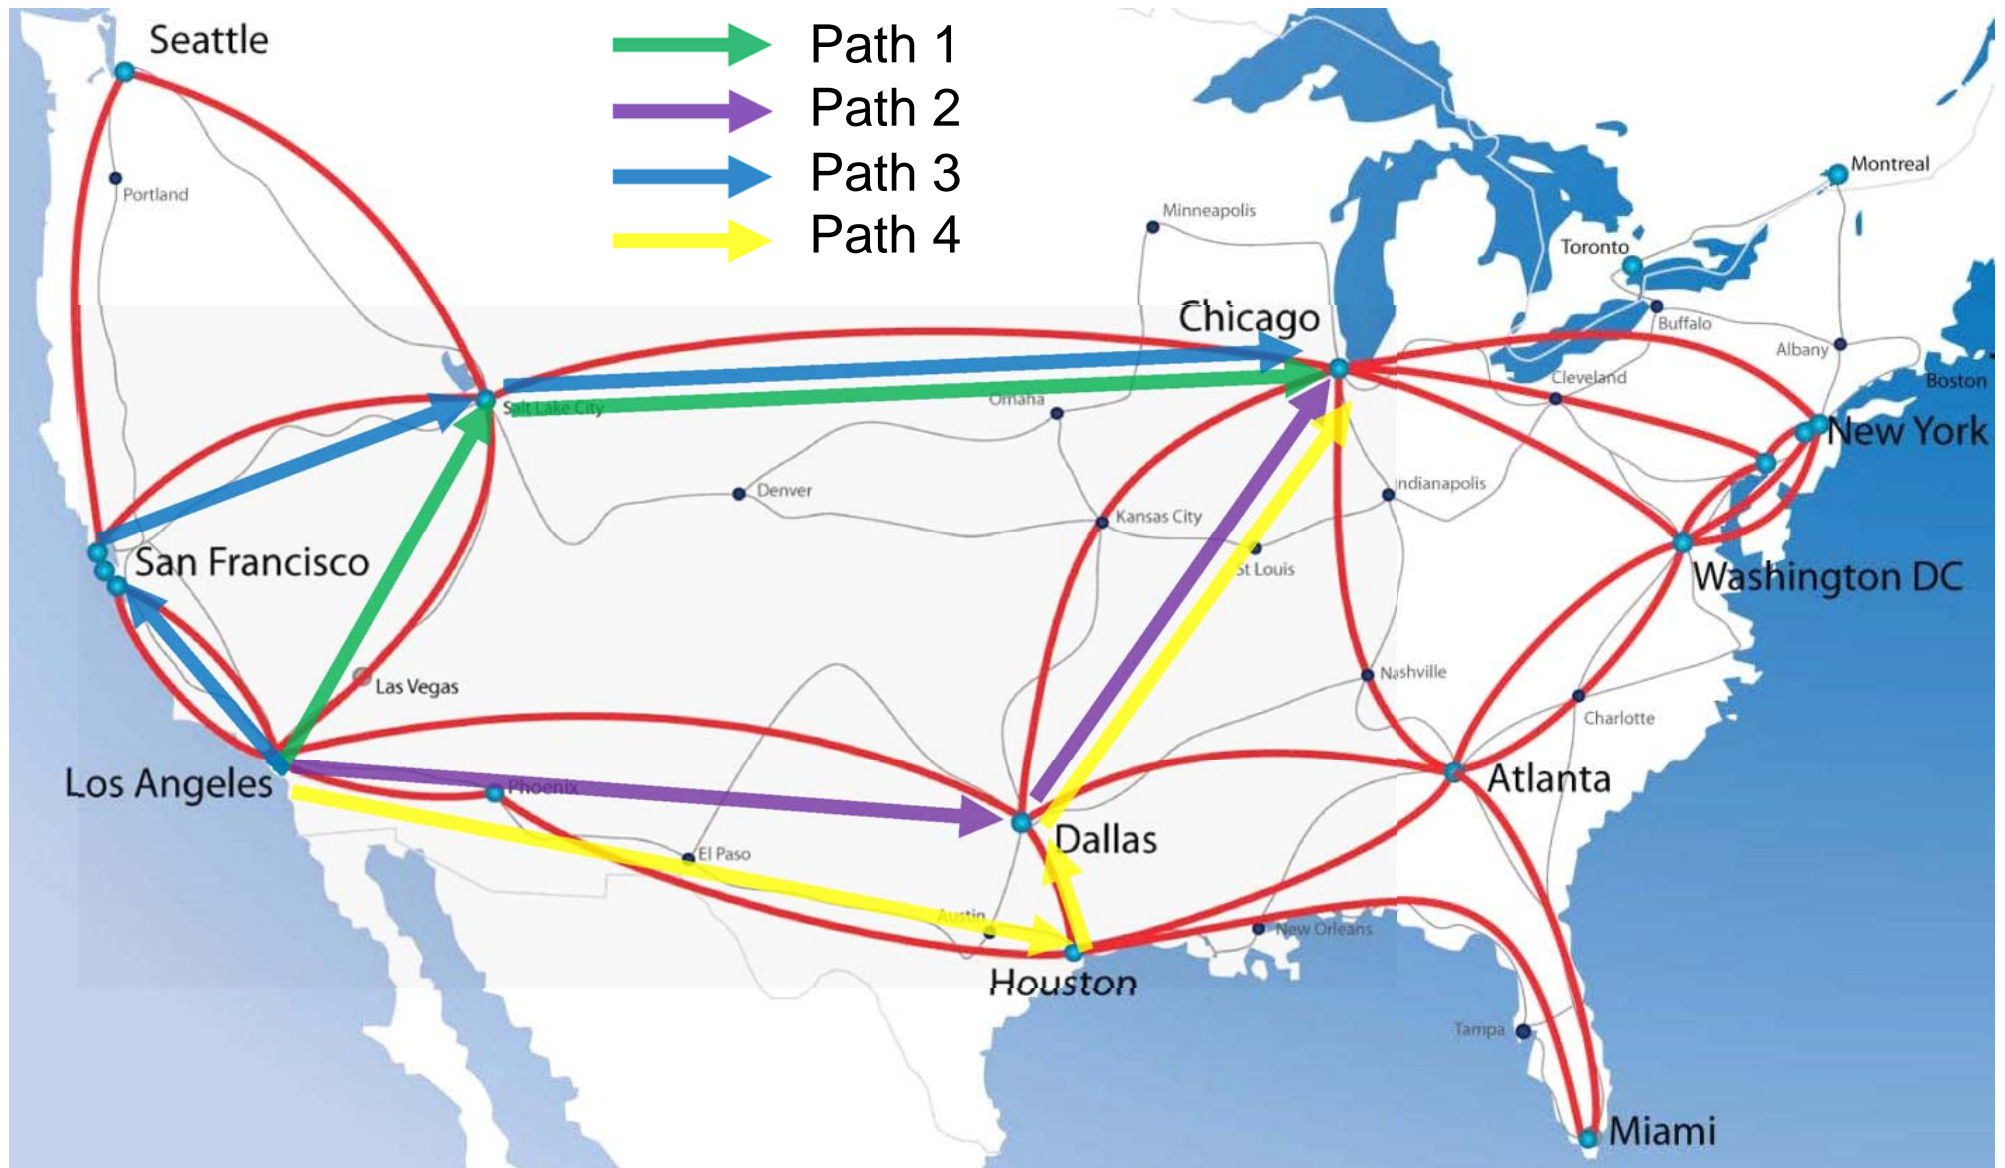 Seattle
Path 1
Path 2
Path 3
Path 4
Portland
Montreal
Minneapolis
Toronto
Chicago
Buffalo
Albany
Boston
Cleveland
Salt Lake City
Omaha
New York
Denver
Indianapolis
Kansas City
San Francisco
St Louis
Washington DC
Las Vegas
Nashville
Charlotte
Los Angeles
Phoenix
Atlanta
Dallas
El Paso
Austin
New Orleans
Houston
Tampa
Miami